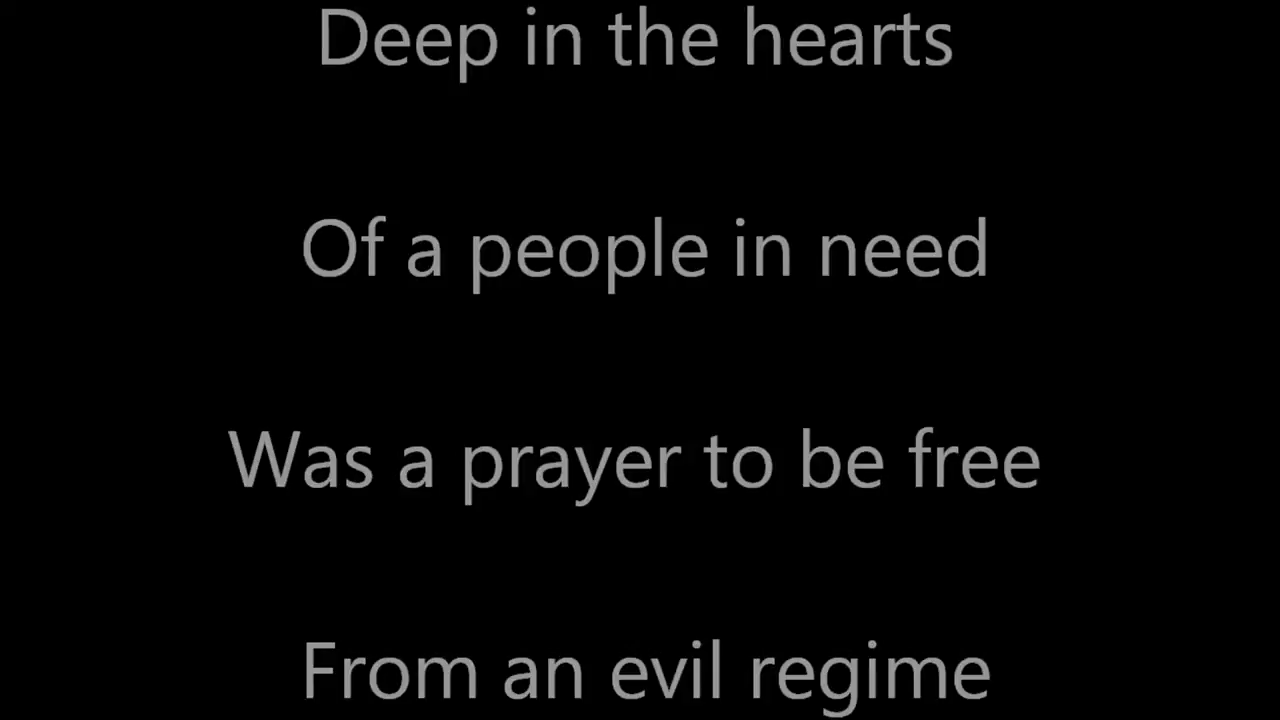 Deep in the hearts
Of a people in need
Was a prayer to be free
From an evil regime